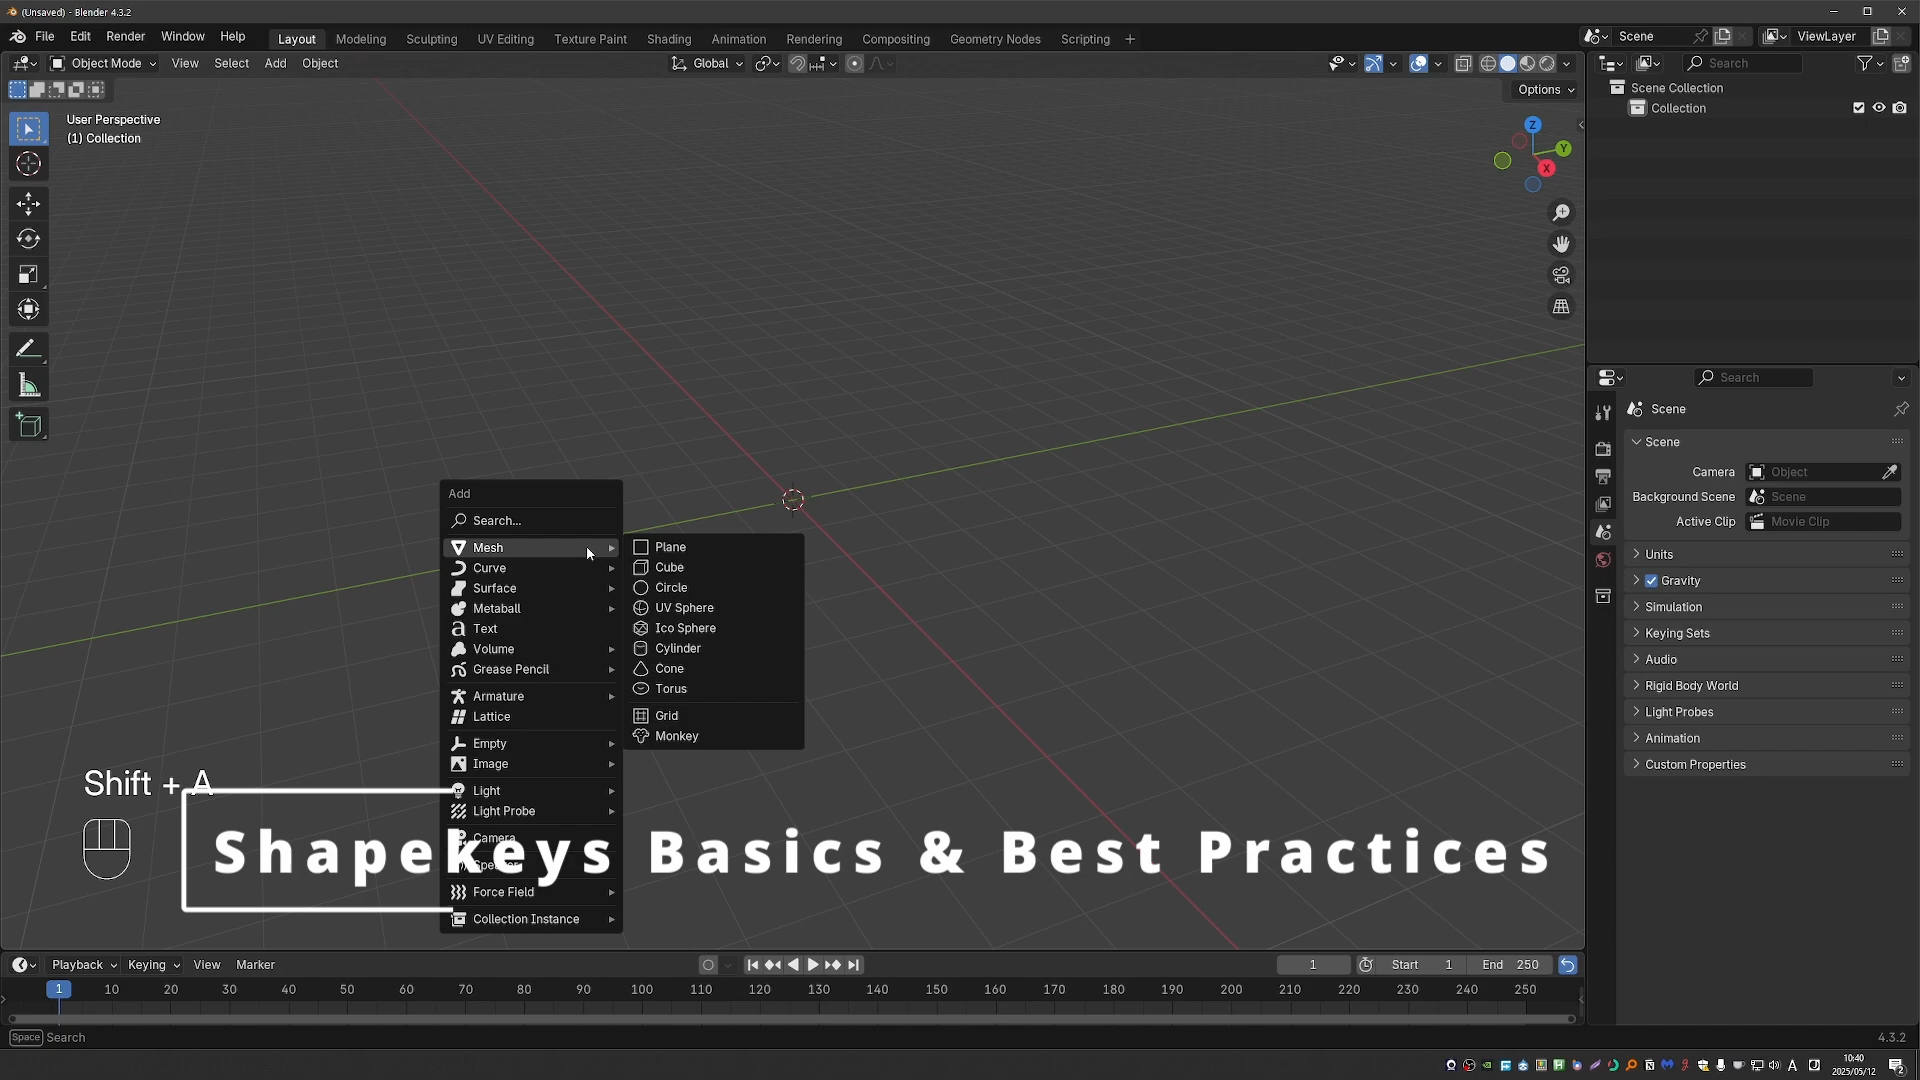 (Unsaved) - Blender 4.3.2
File Edit Render Window Help Layout Modeling Sculpting UV Editing Texture Paint Shading Animation Rendering Compositing Geometry Nodes Scripting + Scene ViewLayer
Object Mode View Select Add Object Global Search
Options
User Perspective
(1) Collection
Z
Y
X
Scene Collection
Collection
Search
Scene
Scene
Camera Object
Background Scene Scene
Active Clip Movie Clip
Units
Gravity
Simulation
Keying Sets
Audio
Rigid Body World
Light Probes
Animation
Custom Properties
Add
Search...
Mesh
Curve
Surface
Metaball
Text
Volume
Grease Pencil
Armature
Lattice
Empty
Image
Light
Light Probe
Camera
Force Field
Collection Instance
Plane
Cube
Circle
UV Sphere
Ico Sphere
Cylinder
Cone
Torus
Grid
Monkey
Shift + A
Shapekeys Basics & Best Practices
Playback Keying View Marker 1 Start 1 End 250
1 10 20 30 40 50 60 70 80 90 100 110 120 130 140 150 160 170 180 190 200 210 220 230 240 250
Space Search 4.3.2
A
10:40
2025/05/12
2